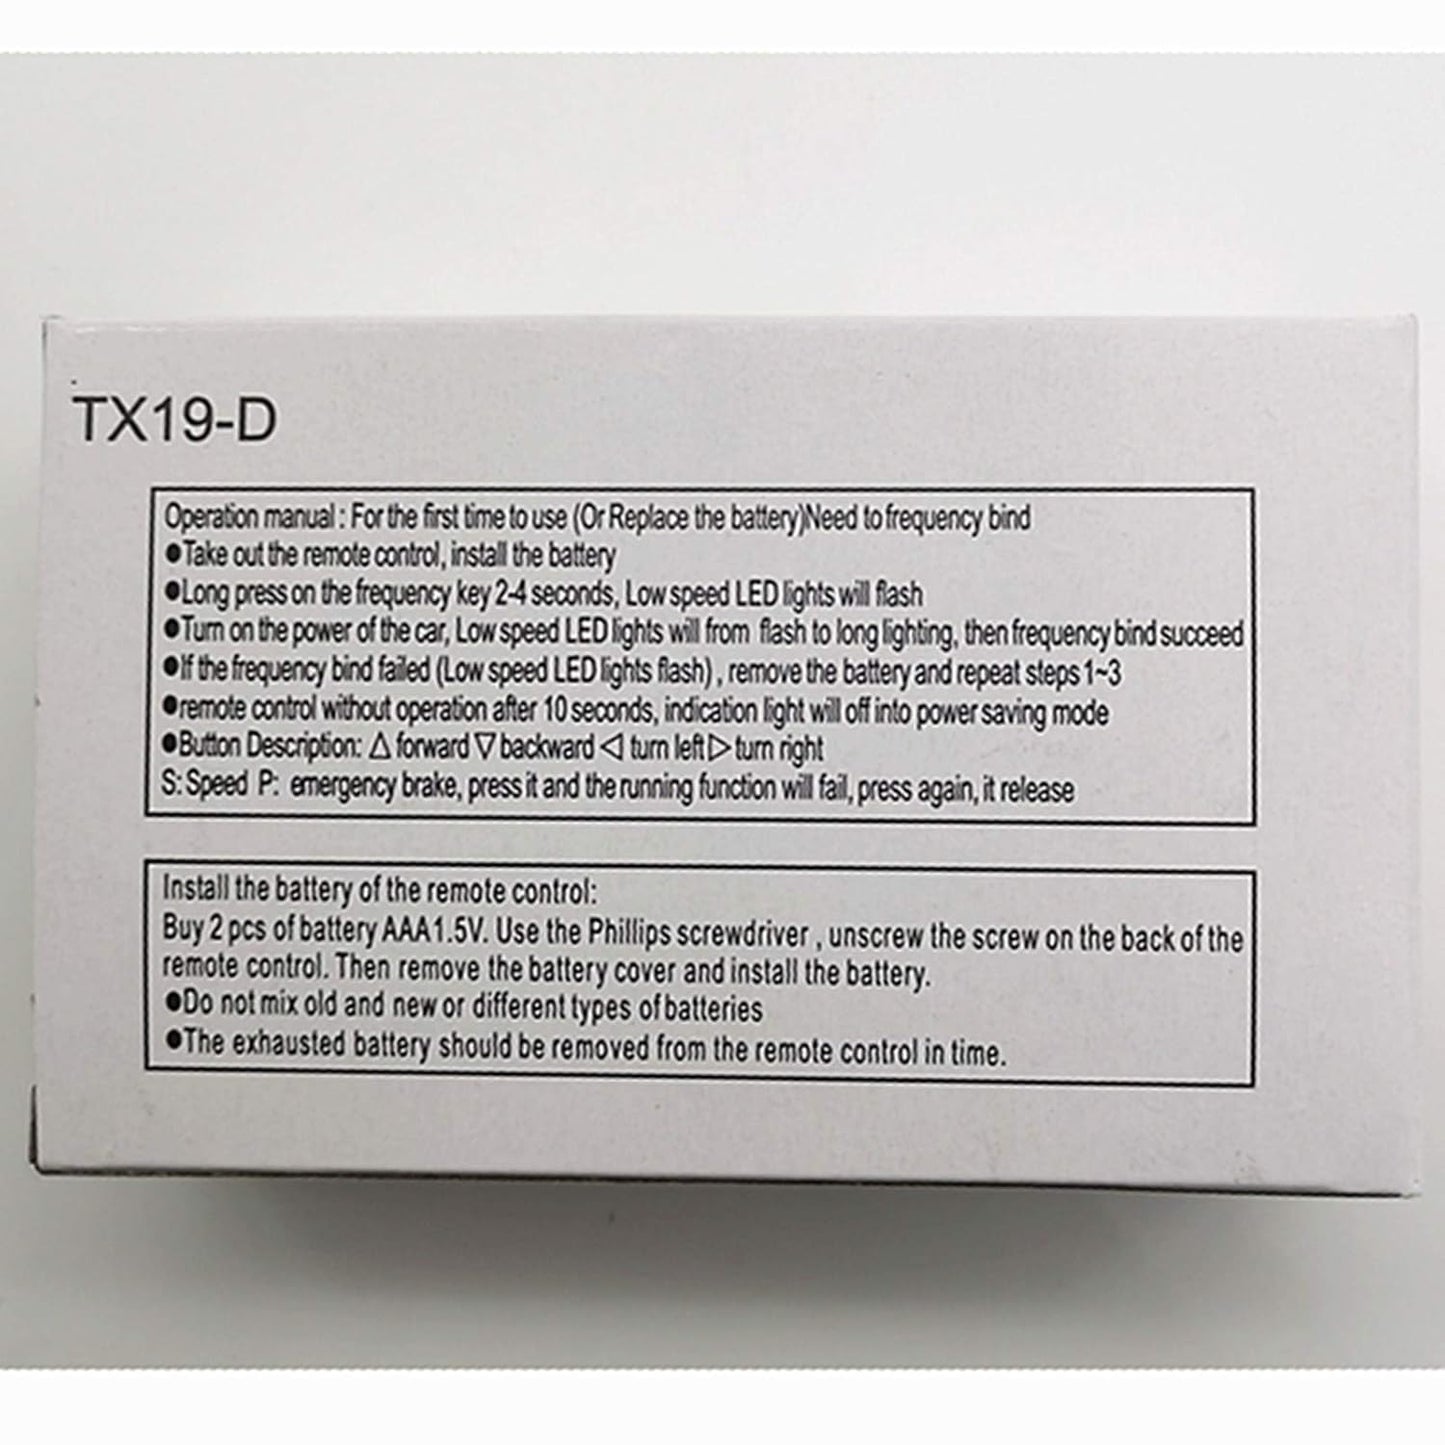 TX19-D
Operation manual : For the first time to use (Or Replace the battery)Need to frequency bind
●Take out the remote control, install the battery
●Long press on the frequency key 2-4 seconds, Low speed LED lights will flash
●Turn on the power of the car, Low speed LED lights will from flash to long lighting, then frequency bind succeed
●If the frequency bind failed (Low speed LED lights flash) , remove the battery and repeat steps 1~3
●remote control without operation after 10 seconds, indication light will off into power saving mode
●Button Description: △ forward ▽ backward ◁ turn left ▷ turn right
S: Speed P: emergency brake, press it and the running function will fail, press again, it release
Install the battery of the remote control:
Buy 2 pcs of battery AAA1.5V. Use the Phillips screwdriver , unscrew the screw on the back of the
remote control. Then remove the battery cover and install the battery.
●Do not mix old and new or different types of batteries
●The exhausted battery should be removed from the remote control in time.